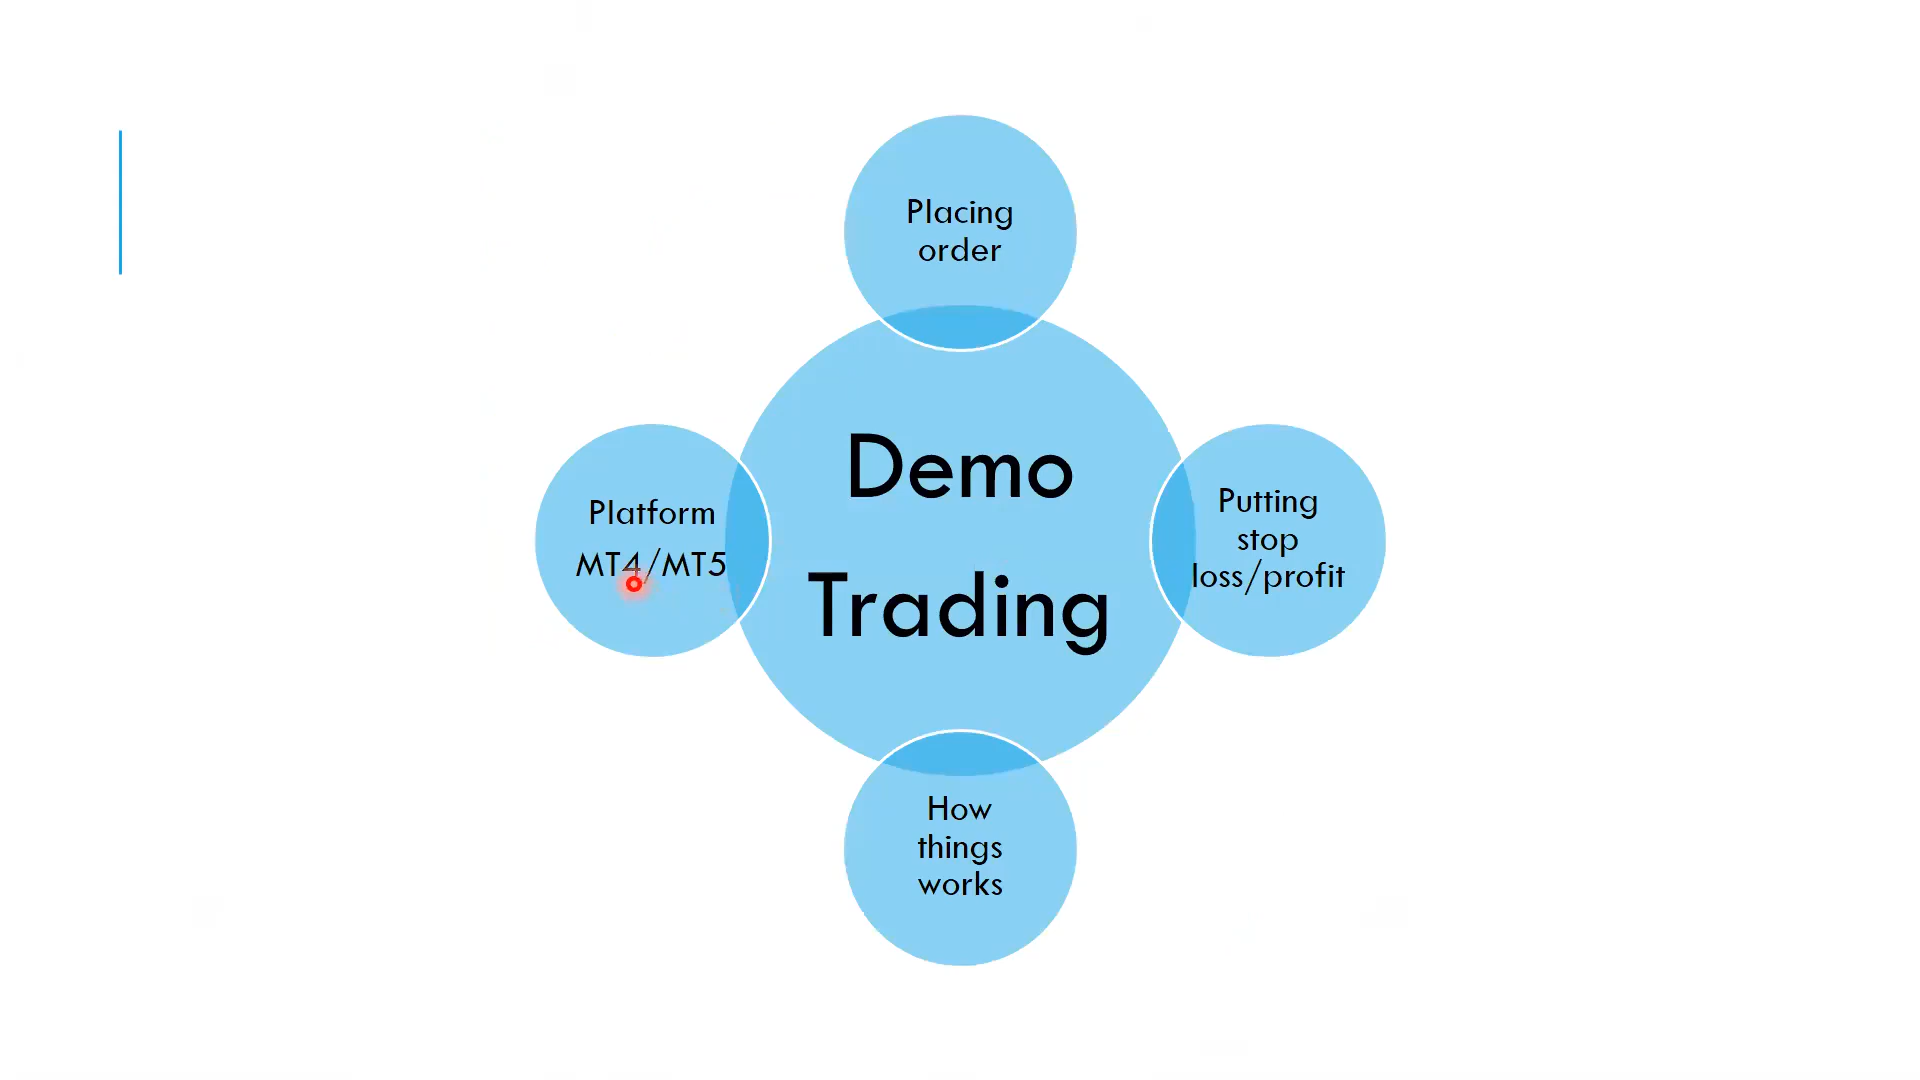 Placing
order
Demo
Trading
Platform
MT4/MT5
Putting
stop
loss/profit
How
things
works